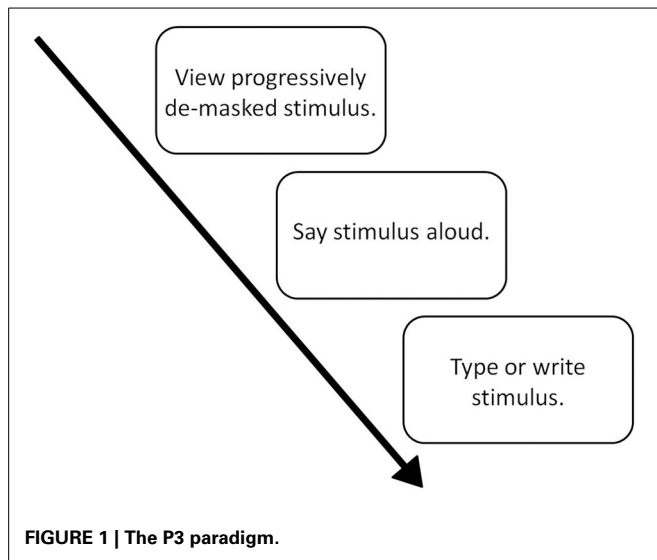 View progressively
de-masked stimulus.
Say stimulus aloud.
Type or write
stimulus.
FIGURE 1 | The P3 paradigm.